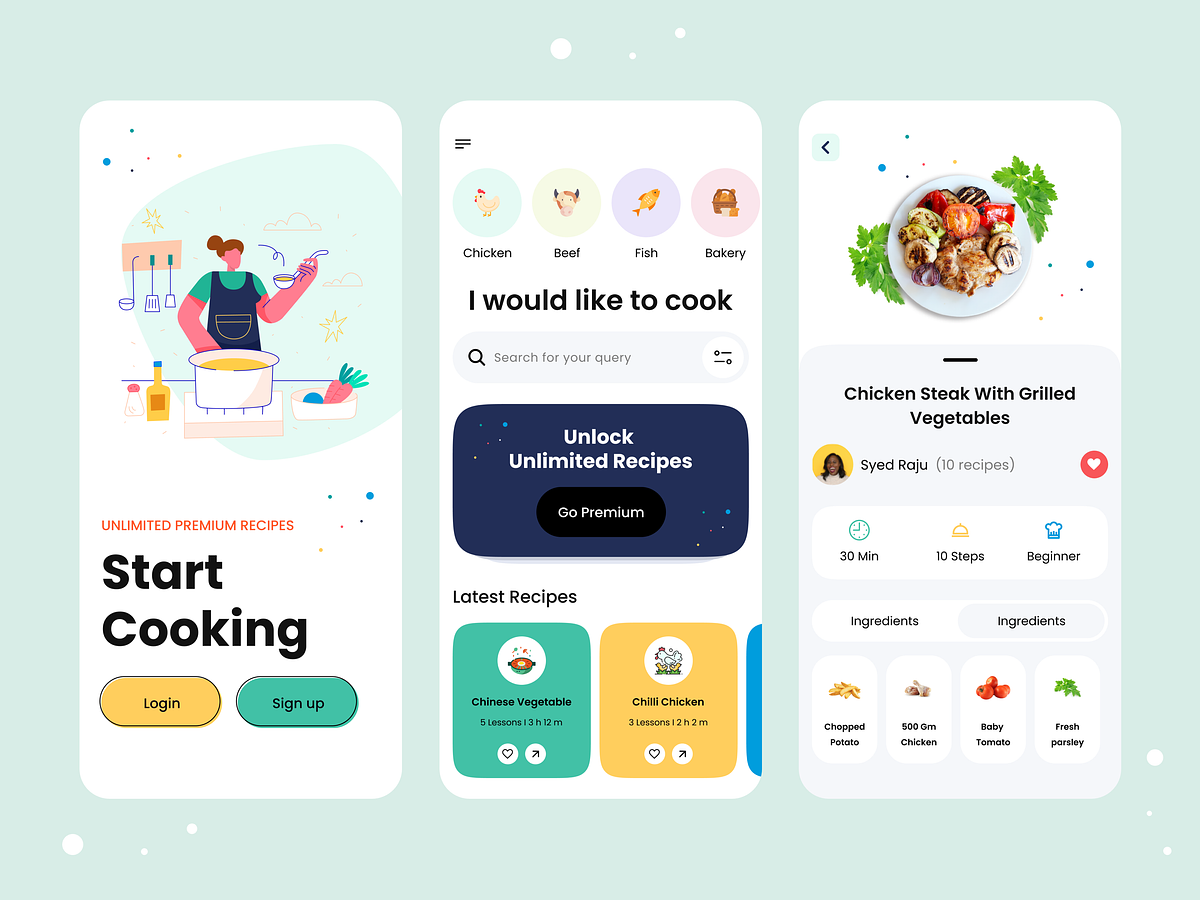 UNLIMITED PREMIUM RECIPES
Start
Cooking
Login
Sign up
Chicken
Beef
Fish
Bakery
I would like to cook
Search for your query
Unlock
Unlimited Recipes
Go Premium
Latest Recipes
Chinese Vegetable
5 Lessons I 3 h 12 m
Chilli Chicken
3 Lessons I 2 h 2 m
Chicken Steak With Grilled
Vegetables
Syed Raju (10 recipes)
30 Min
10 Steps
Beginner
Ingredients
Ingredients
Chopped
Potato
500 Gm
Chicken
Baby
Tomato
Fresh
parsley